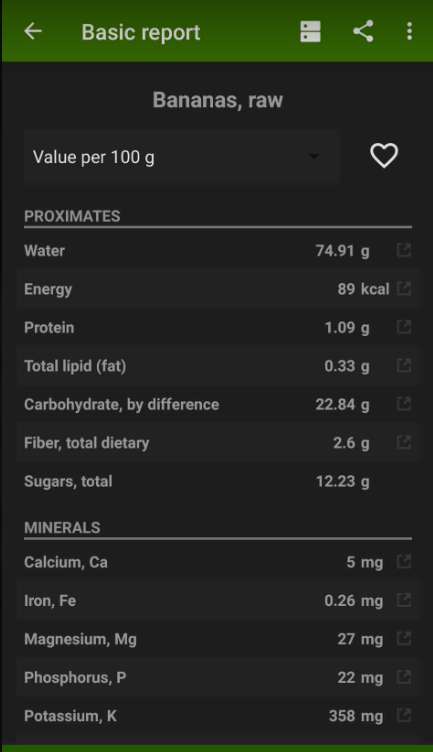 Basic report
Bananas, raw
Value per 100 g
PROXIMATES
Water 74.91 g
Energy 89 kcal
Protein 1.09 g
Total lipid (fat) 0.33 g
Carbohydrate, by difference 22.84 g
Fiber, total dietary 2.6 g
Sugars, total 12.23 g
MINERALS
Calcium, Ca 5 mg
Iron, Fe 0.26 mg
Magnesium, Mg 27 mg
Phosphorus, P 22 mg
Potassium, K 358 mg